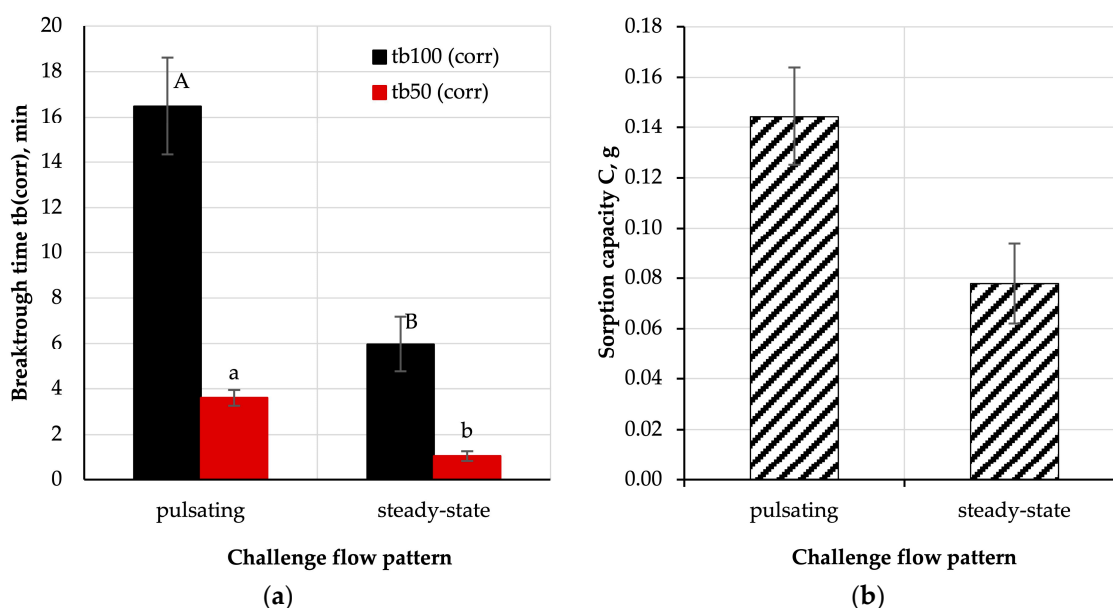 20
18
16
14
12
10
8
6
4
2
0
Breaktrough time tb(corr), min
tb100 (corr)
tb50 (corr)
A
a
B
b
pulsating steady-state
Challenge flow pattern
(a)
0.18
0.16
0.14
0.12
0.10
0.08
0.06
0.04
0.02
0.00
Sorption capacity C, g
pulsating steady-state
Challenge flow pattern
(b)